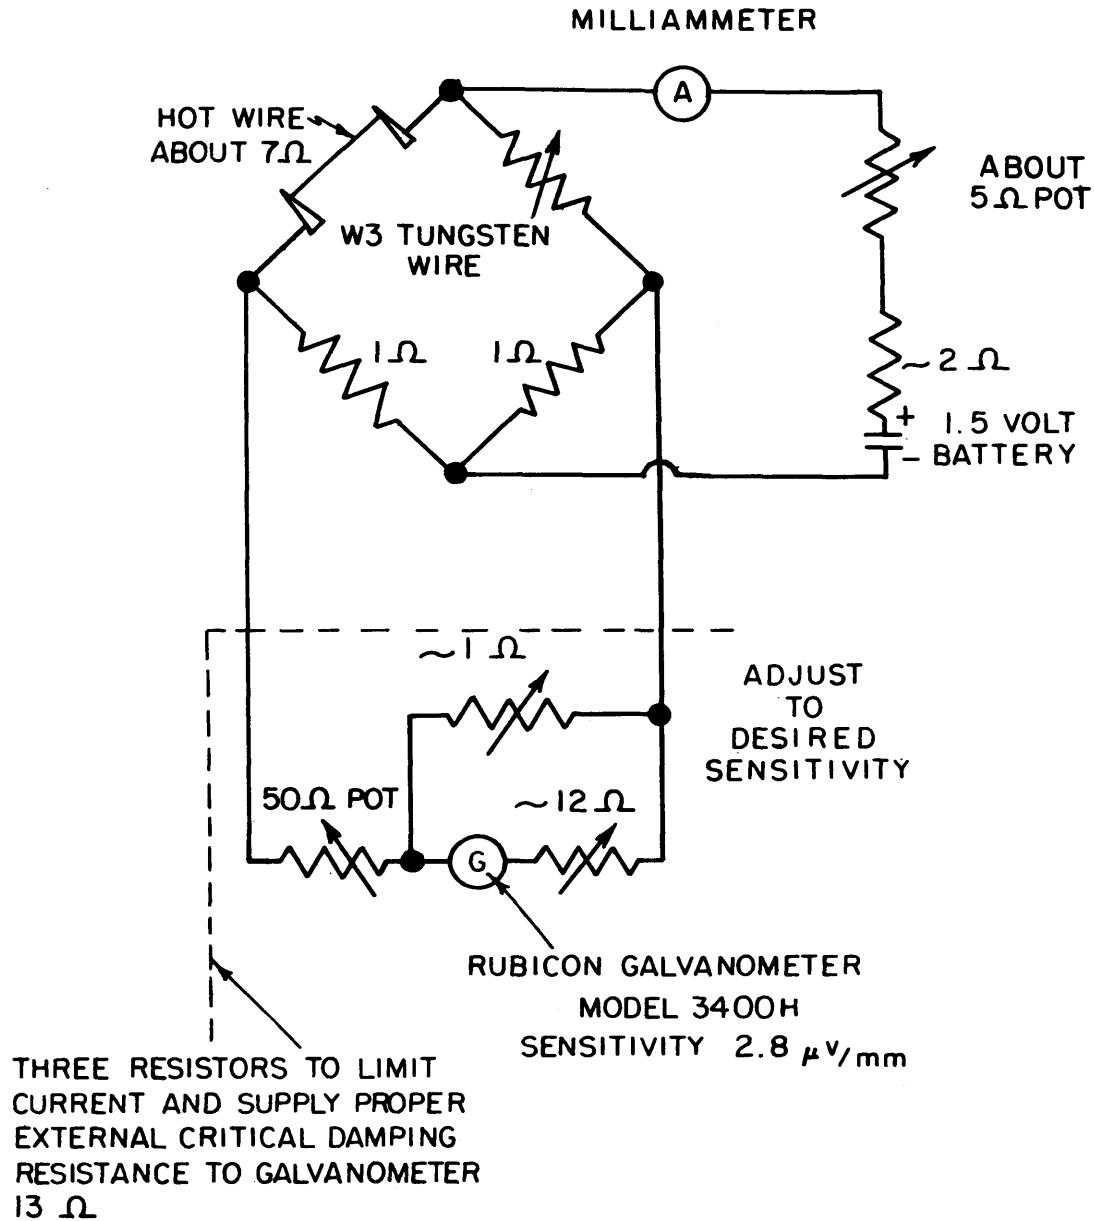 MILLIAMMETER
A
HOT WIRE
ABOUT 7Ω
ABOUT
5Ω POT
W3 TUNGSTEN
WIRE
1Ω
1Ω
~2 Ω
+ 1.5 VOLT
- BATTERY
~1 Ω
ADJUST
TO
DESIRED
SENSITIVITY
50Ω POT
~12Ω
G
RUBICON GALVANOMETER
MODEL 3400H
SENSITIVITY 2.8 μV/mm
THREE RESISTORS TO LIMIT
CURRENT AND SUPPLY PROPER
EXTERNAL CRITICAL DAMPING
RESISTANCE TO GALVANOMETER
13 Ω